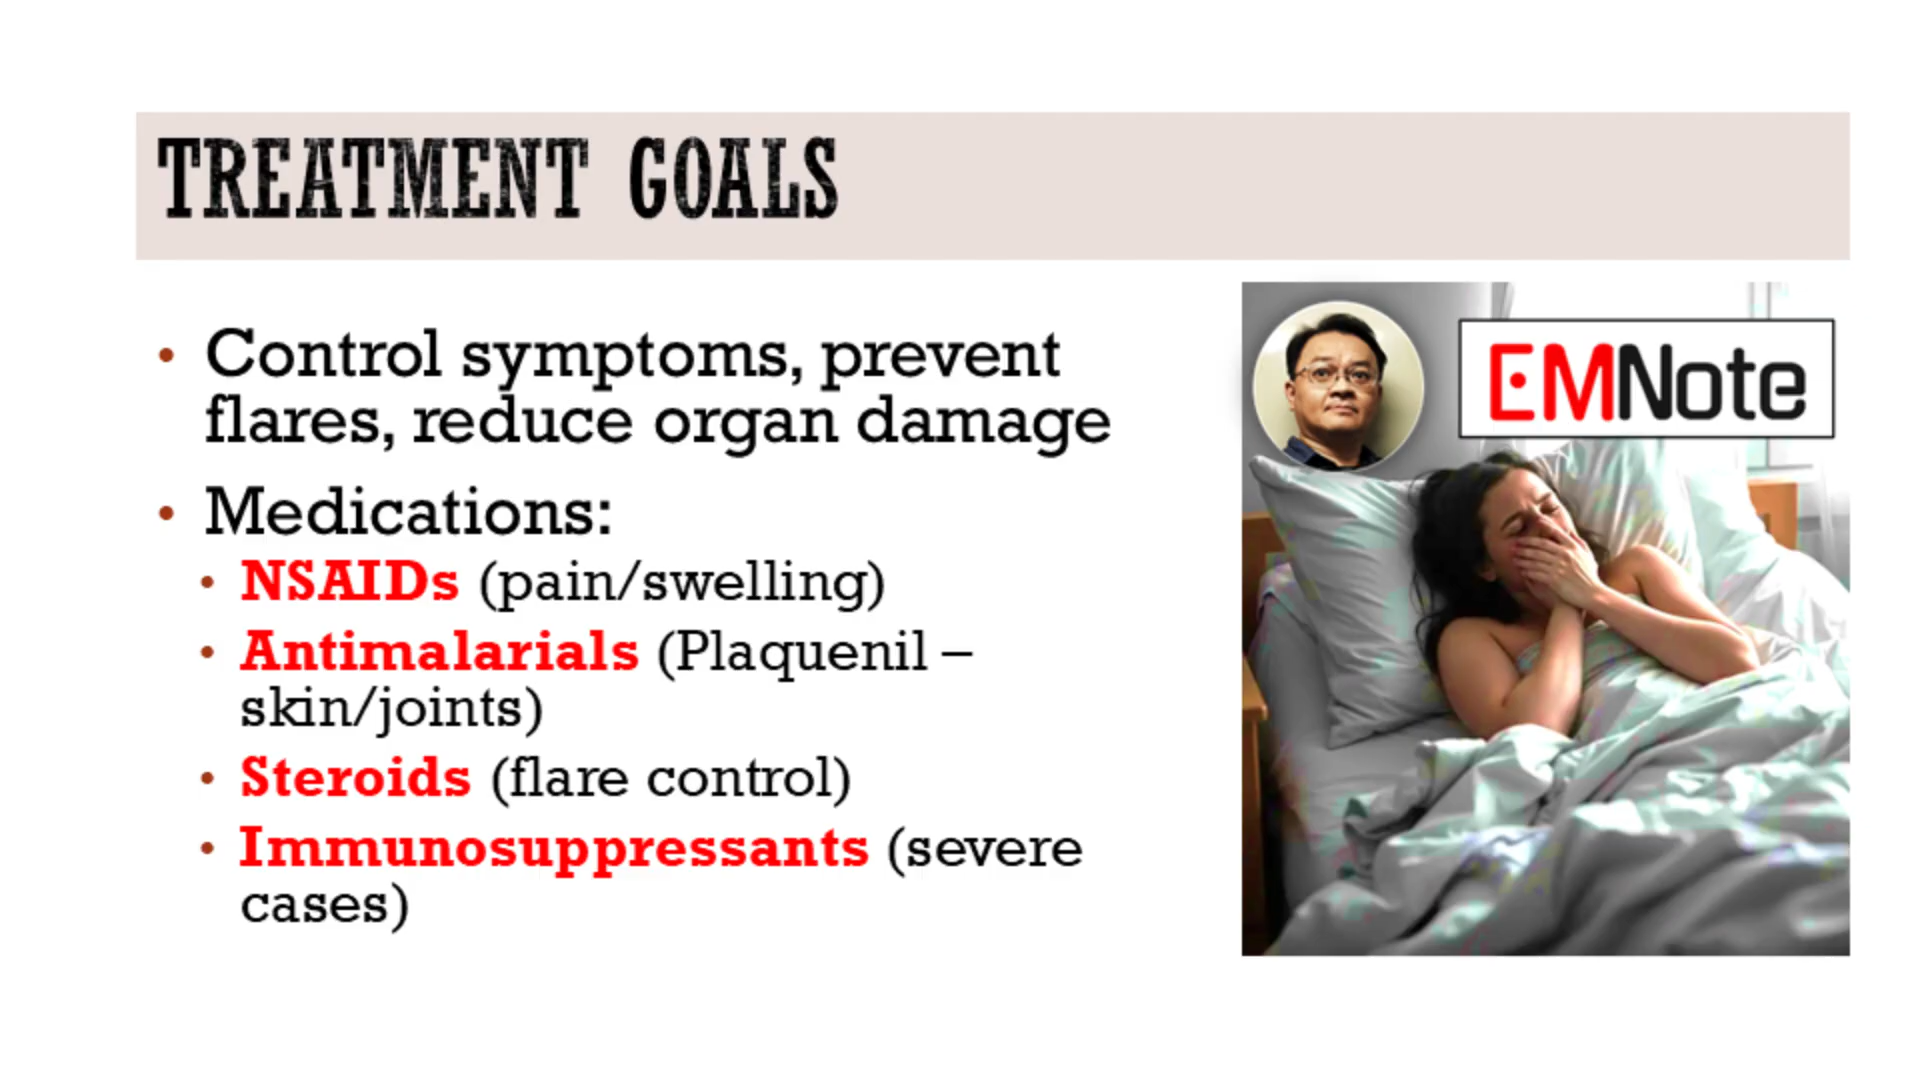 TREATMENT GOALS
• Control symptoms, prevent
flares, reduce organ damage
• Medications:
• NSAIDs (pain/swelling)
• Antimalarials (Plaquenil –
skin/joints)
• Steroids (flare control)
• Immunosuppressants (severe
cases)
EMNote